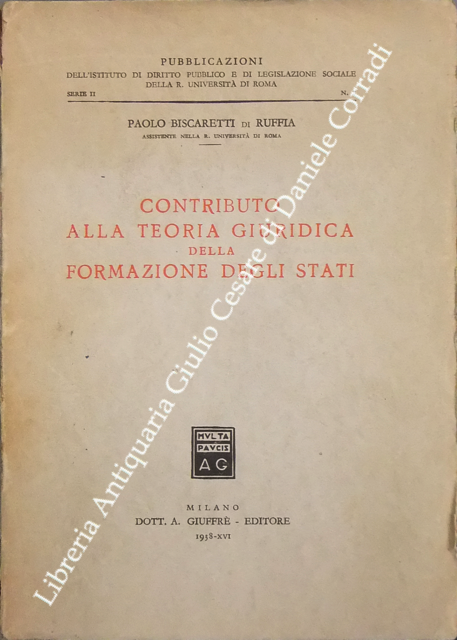 PUBBLICAZIONI
DELL'ISTITUTO DI DIRITTO PUBBLICO E DI LEGISLAZIONE SOCIALE
DELLA R. UNIVERSITÀ DI ROMA
SERIE II N.
PAOLO BISCARETTI DI RUFFIA
ASSISTENTE NELLA R. UNIVERSITÀ DI ROMA
CONTRIBUTO
ALLA TEORIA GIURIDICA
DELLA
FORMAZIONE DEGLI STATI
MVLTA
PAVCIS
AG
MILANO
DOTT. A. GIUFFRÈ - EDITORE
1938-XVI
Libreria Antiquaria Giulio Cesare di Daniele Corradi